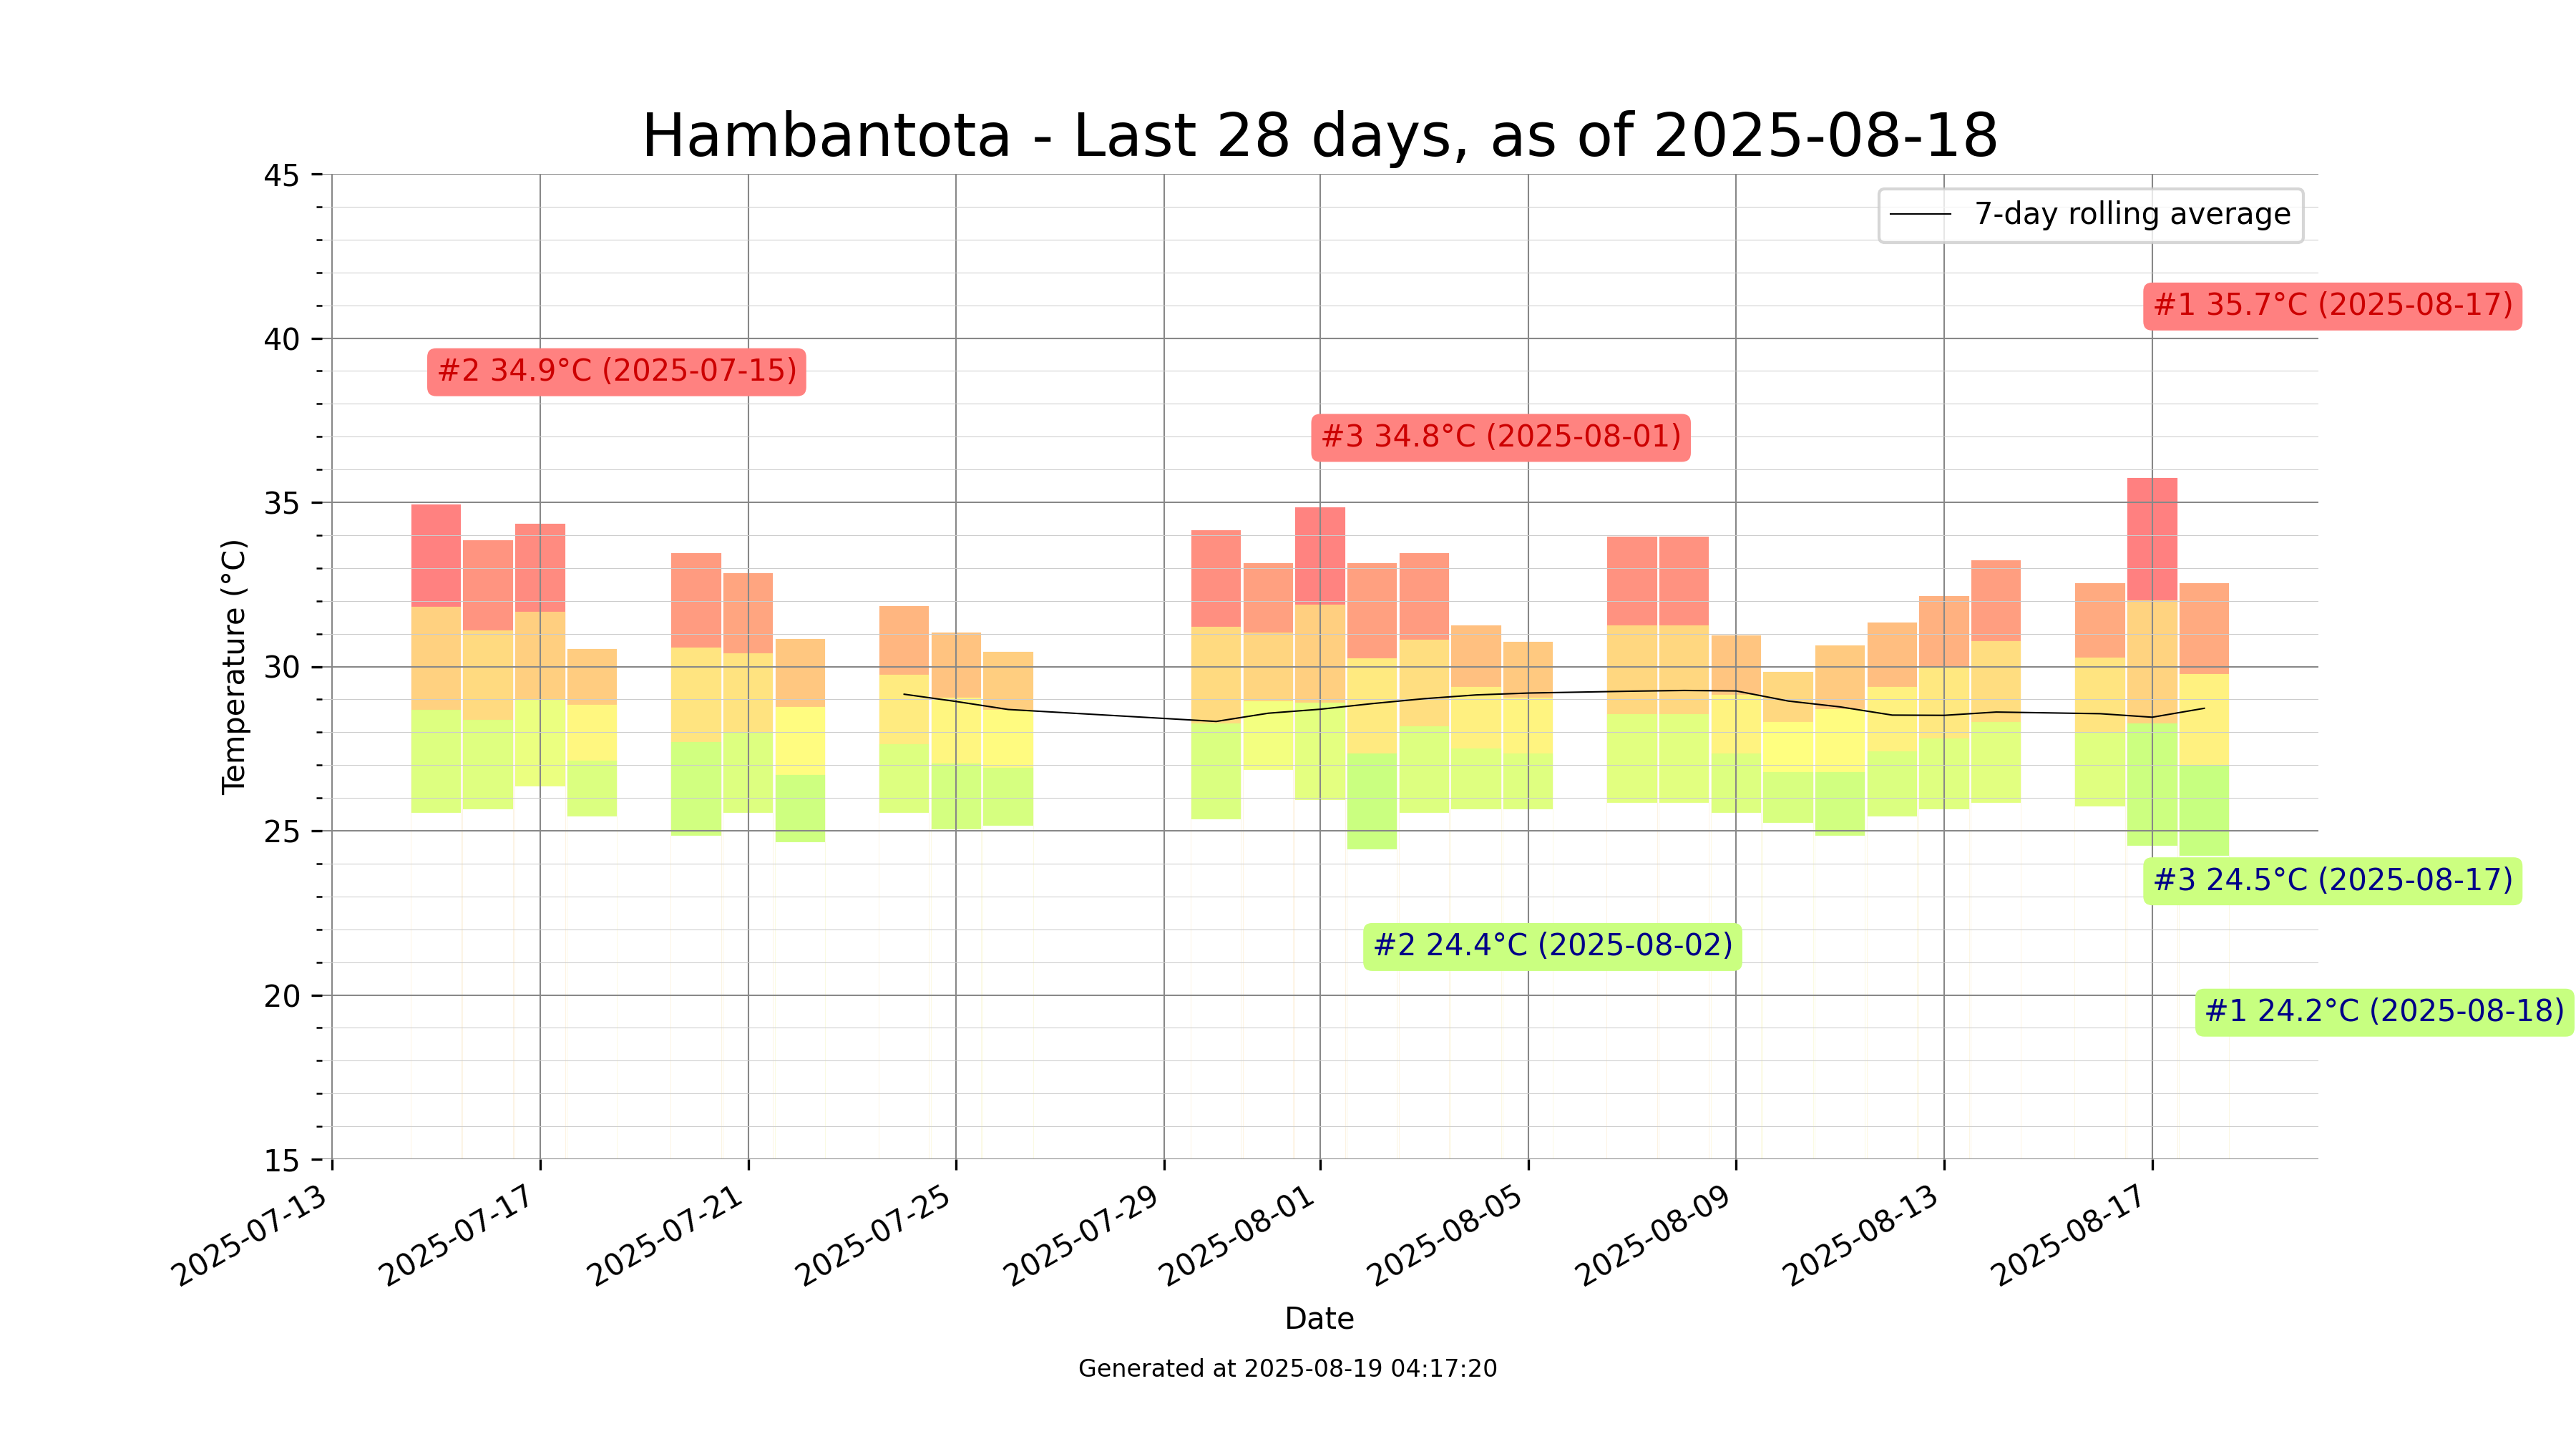 Hambantota - Last 28 days, as of 2025-08-18
45
40
35
30
25
20
15
Temperature (°C)
7-day rolling average
#1 35.7°C (2025-08-17)
#2 34.9°C (2025-07-15)
#3 34.8°C (2025-08-01)
#3 24.5°C (2025-08-17)
#2 24.4°C (2025-08-02)
#1 24.2°C (2025-08-18)
2025-07-13
2025-07-17
2025-07-21
2025-07-25
2025-07-29
2025-08-01
2025-08-05
2025-08-09
2025-08-13
2025-08-17
Date
Generated at 2025-08-19 04:17:20